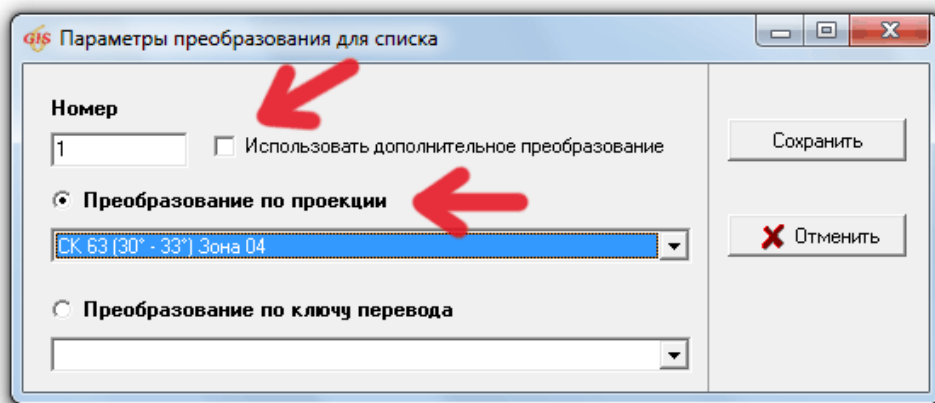 GIS Параметры преобразования для списка
Номер
1
Использовать дополнительное преобразование
Сохранить
Преобразование по проекции
СК 63 (30° - 33°) Зона 04
Отменить
Преобразование по ключу перевода